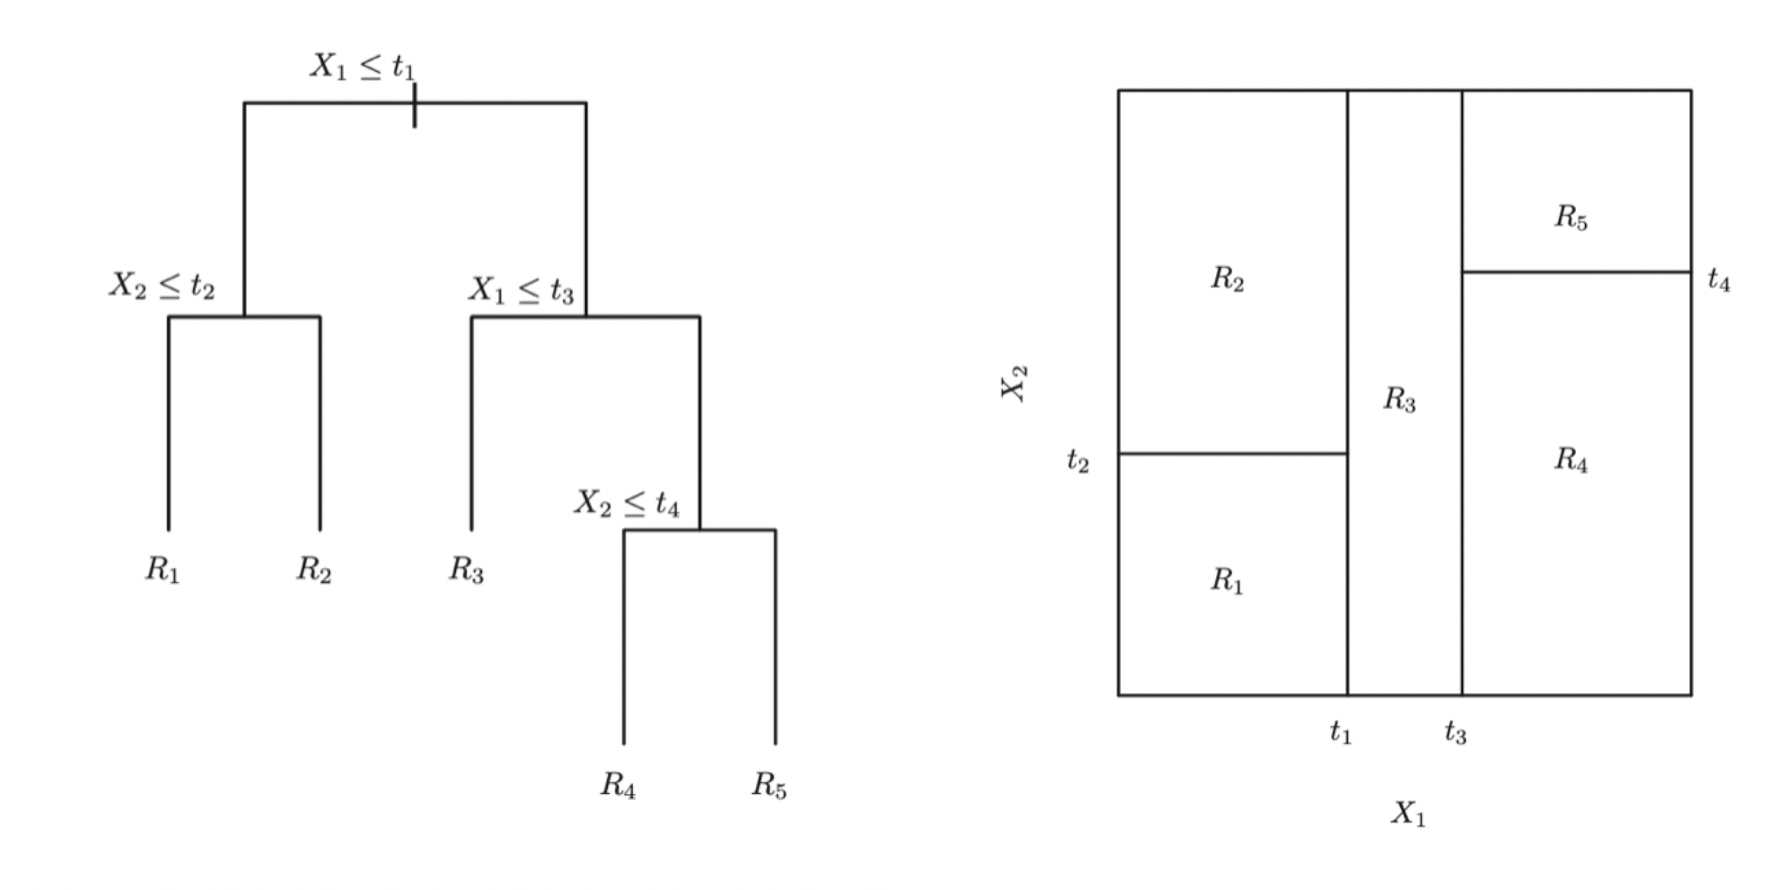 X₁ ≤ t₁
X₂ ≤ t₂
X₁ ≤ t₃
X₂ ≤ t₄
R₁
R₂
R₃
R₄
R₅
R₅
R₂
t₄
X₂
R₃
t₂
R₄
R₁
t₁
t₃
X₁